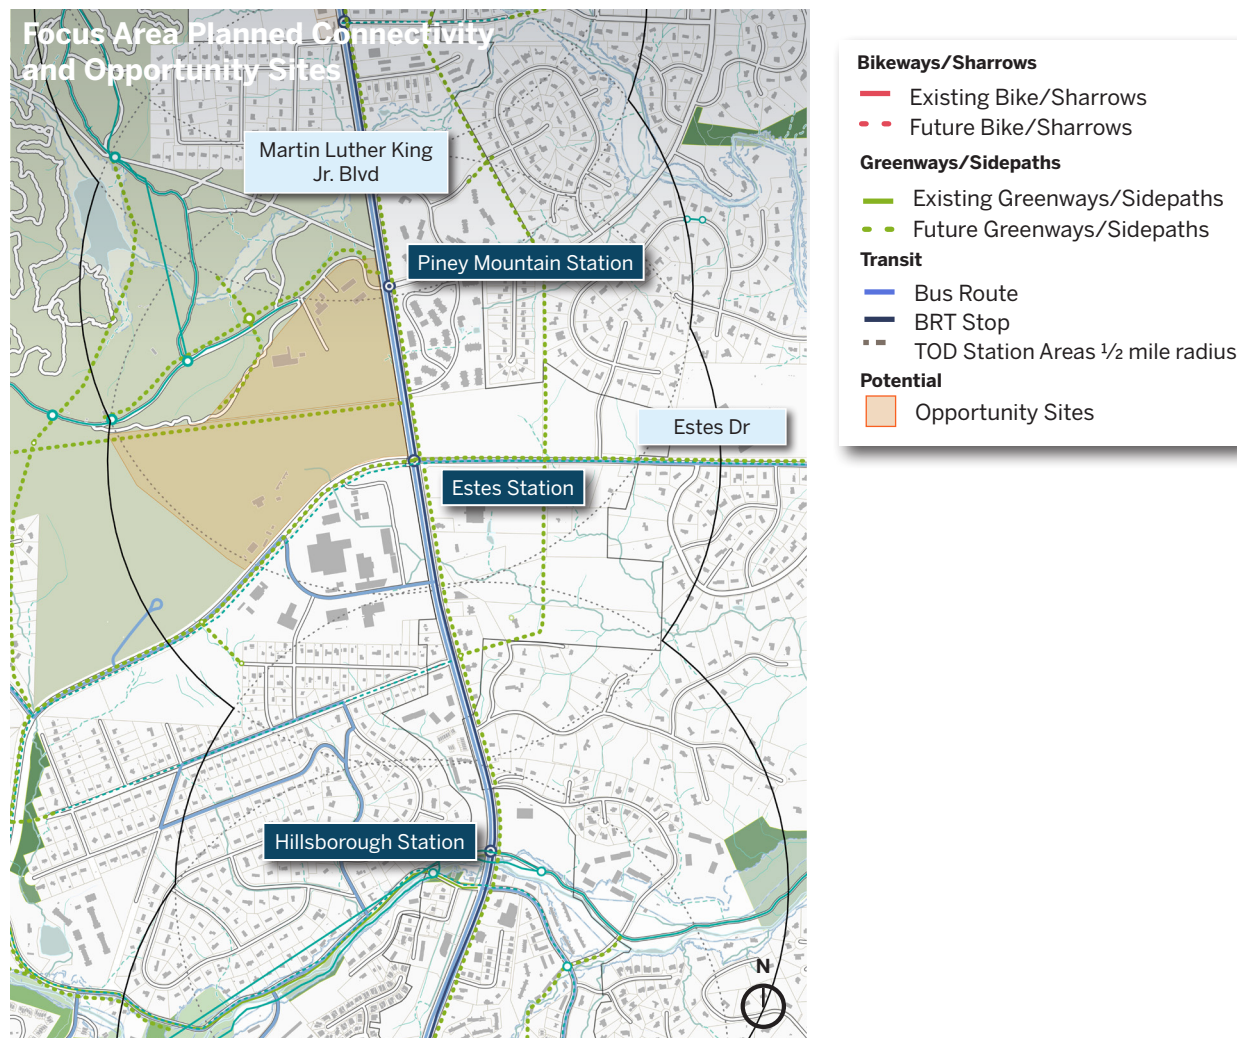 Focus Area Planned Connectivity
and Opportunity Sites
Martin Luther King
Jr. Blvd
Piney Mountain Station
Estes Dr
Estes Station
Hillsborough Station
N
Bikeways/Sharrows
Existing Bike/Sharrows
Future Bike/Sharrows
Greenways/Sidepaths
Existing Greenways/Sidepaths
Future Greenways/Sidepaths
Transit
Bus Route
BRT Stop
TOD Station Areas ½ mile radius
Potential
Opportunity Sites